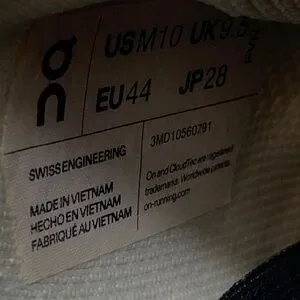 US M10 UK 9.5
EU 44 JP 28
SWISS ENGINEERING
3MD10560791
MADE IN VIETNAM
HECHO EN VIETNAM
FABRIQUÉ AU VIETNAM
On and CloudTec are registered
trademarks. Worldwide patents.
on-running.com